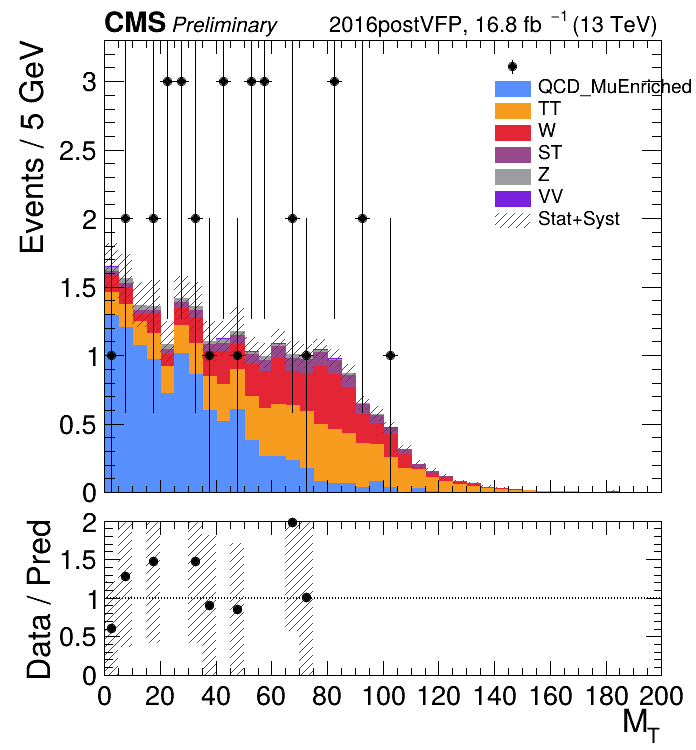 CMS Preliminary 2016postVFP, 16.8 fb⁻¹ (13 TeV)
Events / 5 GeV
3
2.5
2
1.5
1
0.5
0
QCD_MuEnriched
TT
W
ST
Z
VV
Stat+Syst
Data / Pred
2
1.5
1
0.5
0
0 20 40 60 80 100 120 140 160 180 200
M_T